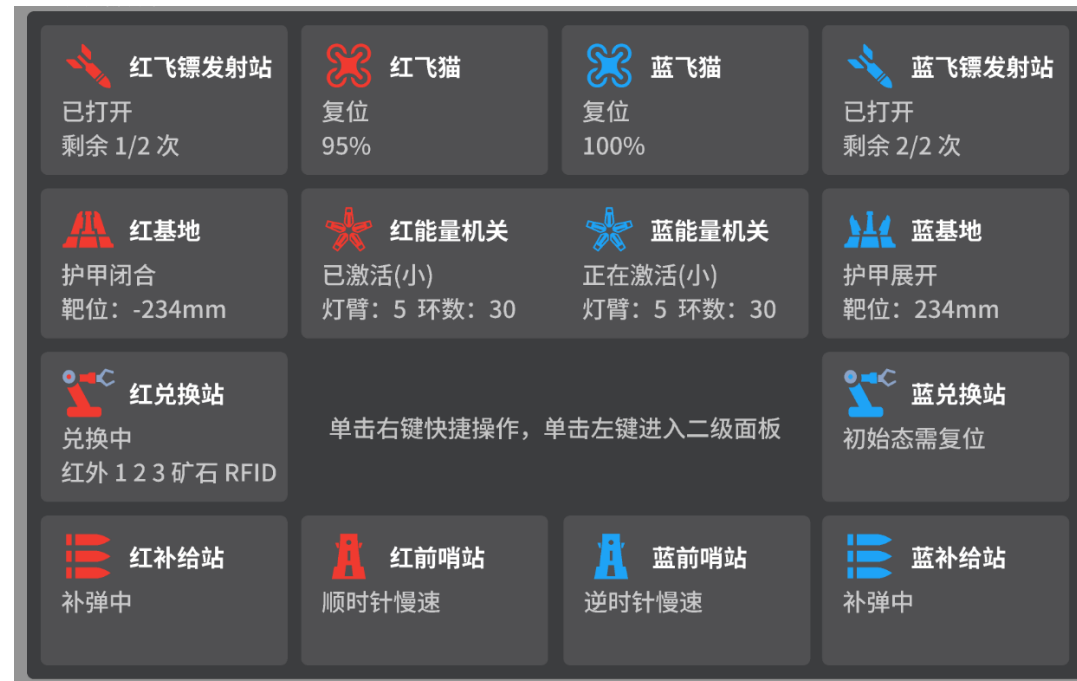 红飞镖发射站
已打开
剩余 1/2 次
红飞猫
复位
95%
蓝飞猫
复位
100%
蓝飞镖发射站
已打开
剩余 2/2 次
红基地
护甲闭合
靶位：-234mm
红能量机关
已激活(小)
灯臂：5 环数：30
蓝能量机关
正在激活(小)
灯臂：5 环数：30
蓝基地
护甲展开
靶位：234mm
红兑换站
兑换中
红外 1 2 3 矿石 RFID
单击右键快捷操作，单击左键进入二级面板
蓝兑换站
初始态需复位
红补给站
补弹中
红前哨站
顺时针慢速
蓝前哨站
逆时针慢速
蓝补给站
补弹中